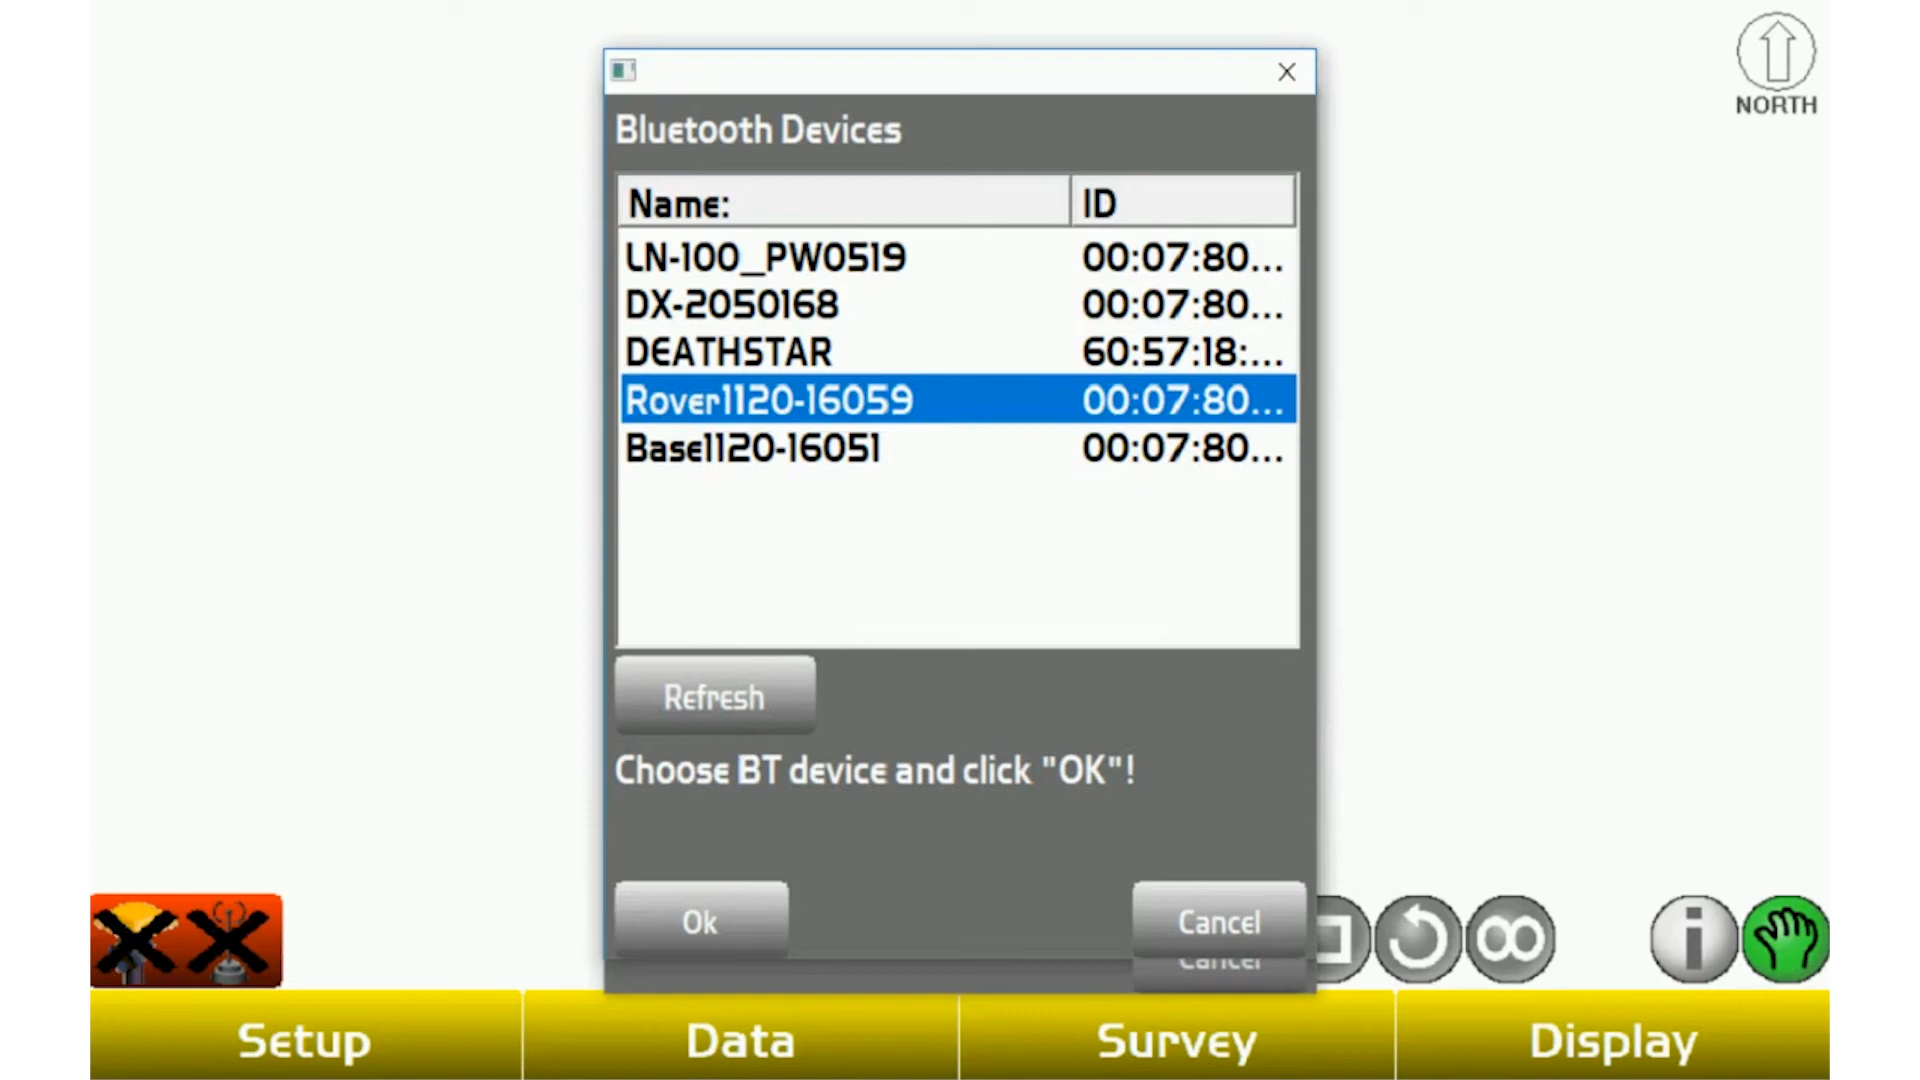 NORTH
Bluetooth Devices
Name: ID
LN-100_PW0519 00:07:80...
DX-2050168 00:07:80...
DEATHSTAR 60:57:18:...
Rover1120-16059 00:07:80...
Base1120-16051 00:07:80...
Refresh
Choose BT device and click "OK"!
Ok Cancel
Cancel
Setup Data Survey Display